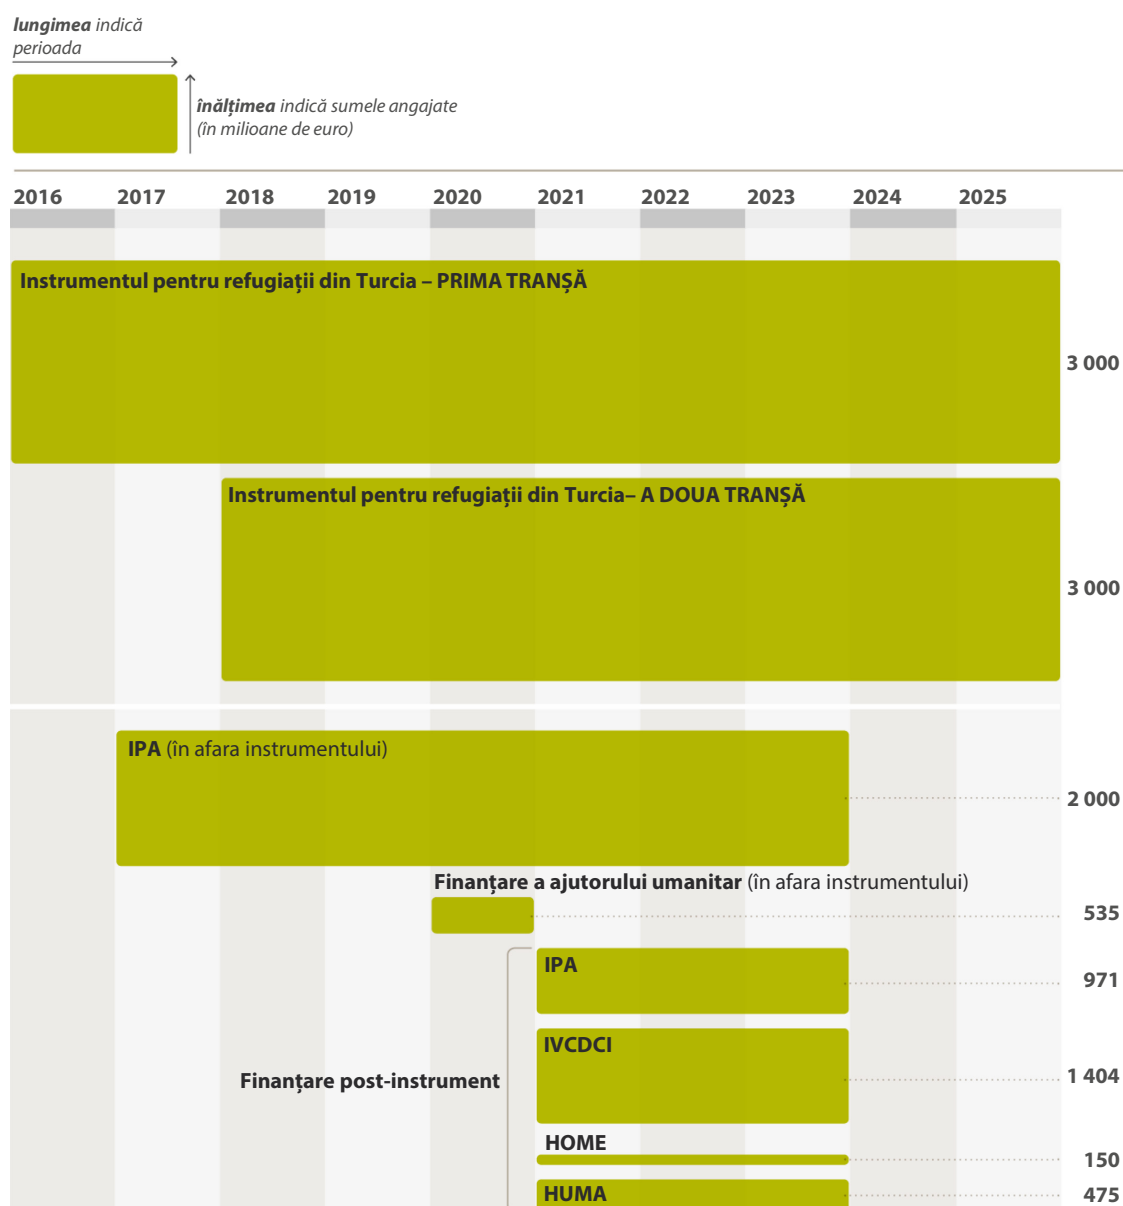 lungimea indică
perioada
înălțimea indică sumele angajate
(în milioane de euro)
2016 2017 2018 2019 2020 2021 2022 2023 2024 2025
Instrumentul pentru refugiații din Turcia – PRIMA TRANȘĂ
3 000
Instrumentul pentru refugiații din Turcia– A DOUA TRANȘĂ
3 000
IPA (în afara instrumentului)
2 000
Finanțare a ajutorului umanitar (în afara instrumentului)
535
IPA
971
IVCDCI
1 404
Finanțare post-instrument
HOME
150
HUMA
475